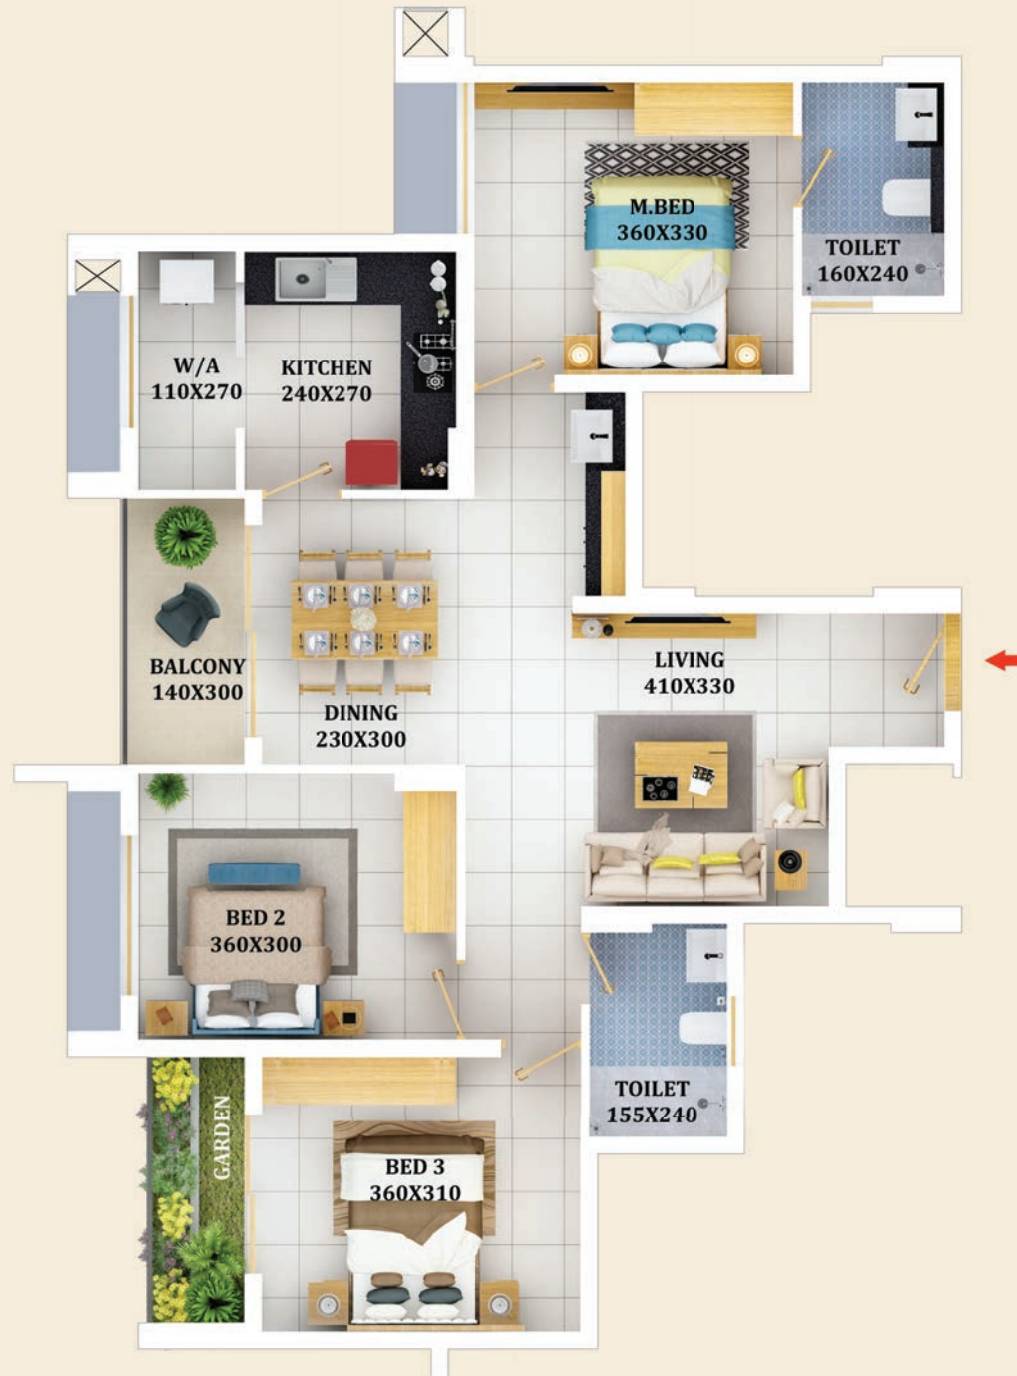 M.BED
360X330
TOILET
160X240
W/A
110X270
KITCHEN
240X270
BALCONY
140X300
DINING
230X300
LIVING
410X330
BED 2
360X300
TOILET
155X240
GARDEN
BED 3
360X310